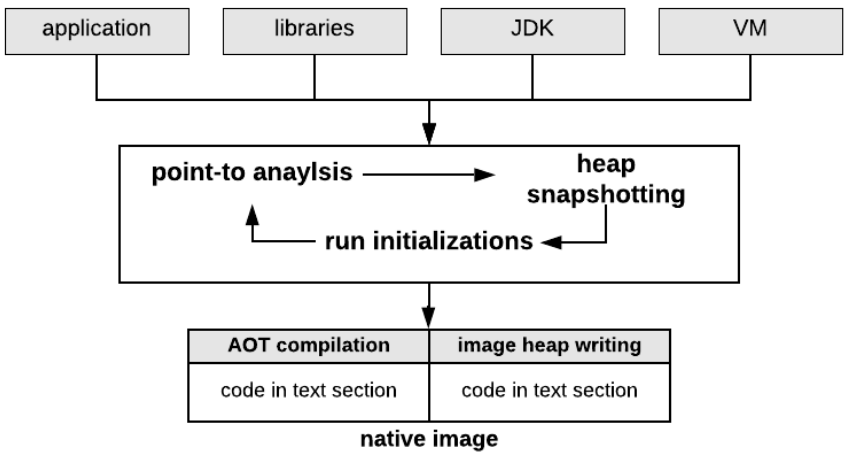 application
libraries
JDK
VM
point-to anaylsis
heap
snapshotting
run initializations
AOT compilation
image heap writing
code in text section
code in text section
native image